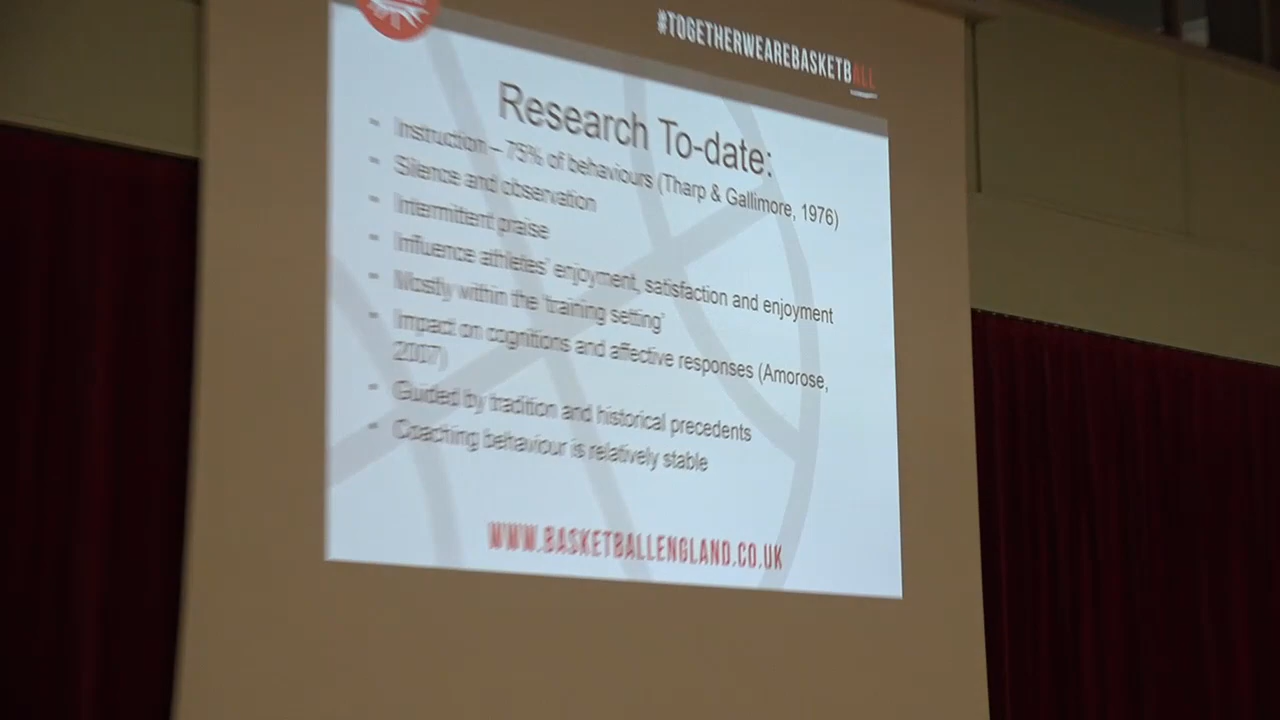 #TOGETHERWEAREBASKETBALL
Research To-date:
- Instruction – 75% of behaviours (Tharp & Gallimore, 1976)
- Silence and observation
- Intermittent praise
- Influence athletes' enjoyment, satisfaction and enjoyment
- Mostly within the 'training setting'
- Impact on cognitions and affective responses (Amorose,
2007)
- Guided by tradition and historical precedents
- Coaching behaviour is relatively stable
WWW.BASKETBALLENGLAND.CO.UK